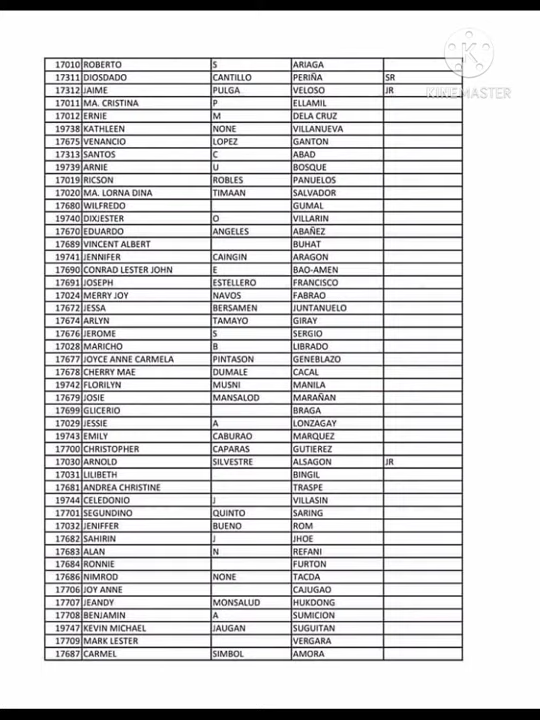 KINEMASTER
17010 ROBERTO S ARIAGA
17311 DIOSDADO CANTILLO PERIÑA SR
17312 JAIME PULGA VELOSO JR
17011 MA. CRISTINA P ELLAMIL
17012 ERNIE M DELA CRUZ
19738 KATHLEEN NONE VILLANUEVA
17675 VENANCIO LOPEZ GANTON
17313 SANTOS C ABAD
19739 ARNIE U BOSQUE
17019 RICSON ROBLES PANUELOS
17020 MA. LORNA DINA TIMAAN SALVADOR
17680 WILFREDO GUMAL
19740 DIXJESTER O VILLARIN
17670 EDUARDO ANGELES ABAÑEZ
17689 VINCENT ALBERT BUHAT
19741 JENNIFER CAINGIN ARAGON
17690 CONRAD LESTER JOHN E BAO-AMEN
17691 JOSEPH ESTELLERO FRANCISCO
17024 MERRY JOY NAVOS FABRAO
17672 JESSA BERSAMEN JUNTANUELO
17674 ARLYN TAMAYO GIRAY
17676 JEROME S SERGIO
17028 MARICHO B LIBRADO
17677 JOYCE ANNE CARMELA PINTASON GENEBLAZO
17678 CHERRY MAE DUMALE CACAL
19742 FLORILYN MUSNI MANILA
17679 JOSIE MANSALOD MARAÑAN
17699 GLICERIO BRAGA
17029 JESSIE A LONZAGAY
19743 EMILY CABURAO MARQUEZ
17700 CHRISTOPHER CAPARAS GUTIEREZ
17030 ARNOLD SILVESTRE ALSAGON JR
17031 LILIBETH BINGIL
17681 ANDREA CHRISTINE TRASPE
19744 CELEDONIO J VILLASIN
17701 SEGUNDINO QUINTO SARING
17032 JENIFFER BUENO ROM
17682 SAHIRIN J JHOE
17683 ALAN N REFANI
17684 RONNIE FURTON
17686 NIMROD NONE TACDA
17706 JOY ANNE CAJUGAO
17707 JEANDY MONSALUD HUKDONG
17708 BENJAMIN A SUMICION
19747 KEVIN MICHAEL JAUGAN SUGUITAN
17709 MARK LESTER VERGARA
17687 CARMEL SIMBOL AMORA